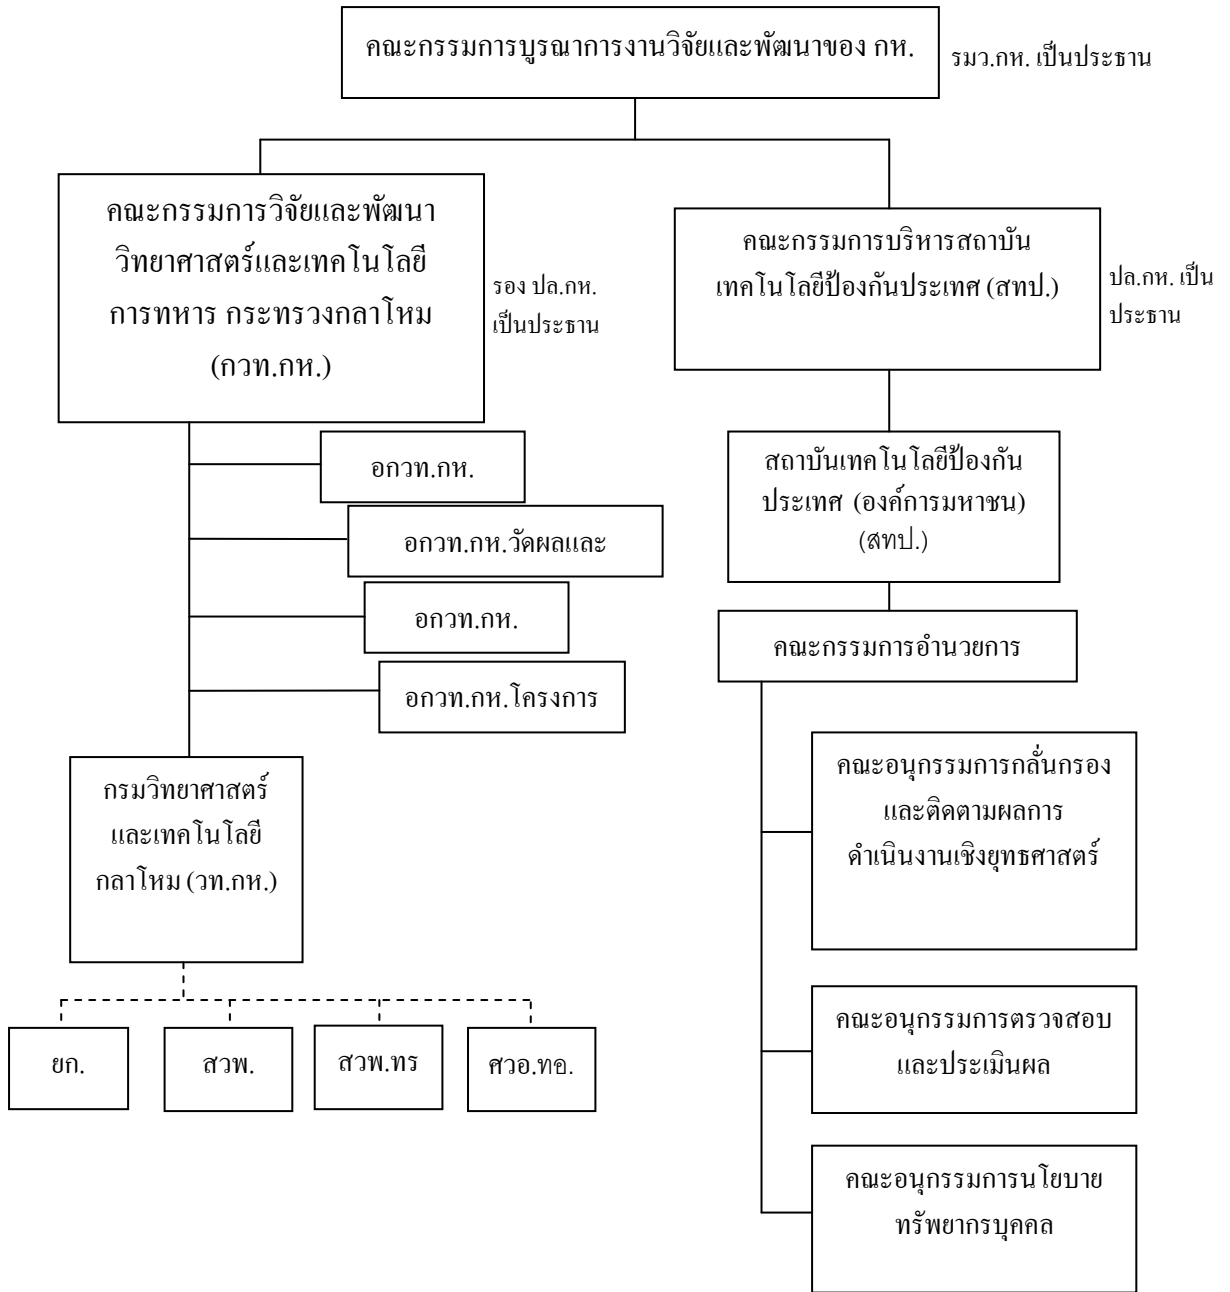 คณะกรรมการบูรณาการงานวิจัยและพัฒนาของ กห.
รมว.กห. เป็นประธาน
คณะกรรมการวิจัยและพัฒนา
วิทยาศาสตร์และเทคโนโลยี
การทหาร กระทรวงกลาโหม
(กวท.กห.)
รอง ปล.กห.
เป็นประธาน
คณะกรรมการบริหารสถาบัน
เทคโนโลยีป้องกันประเทศ (สทป.)
ปล.กห. เป็น
ประธาน
อกวท.กห.
อกวท.กห.วัดผลและ
อกวท.กห.
อกวท.กห.โครงการ
สถาบันเทคโนโลยีป้องกัน
ประเทศ (องค์การมหาชน)
(สทป.)
คณะกรรมการอำนวยการ
กรมวิทยาศาสตร์
และเทคโนโลยี
กลาโหม (วท.กห.)
คณะอนุกรรมการกลั่นกรอง
และติดตามผลการ
ดำเนินงานเชิงยุทธศาสตร์
ยก.
สวพ.
สวพ.ทร
ศวอ.ทอ.
คณะอนุกรรมการตรวจสอบ
และประเมินผล
คณะอนุกรรมการนโยบาย
ทรัพยากรบุคคล